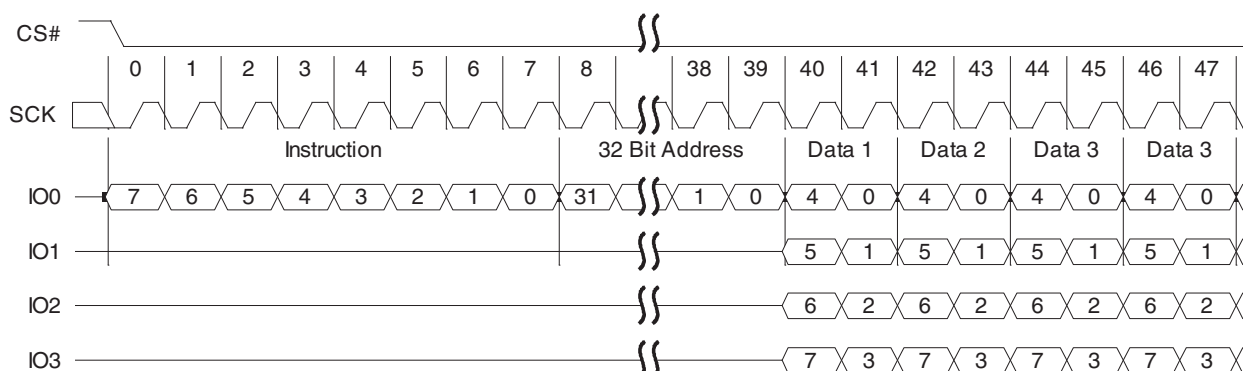 CS#
0 1 2 3 4 5 6 7 8 38 39 40 41 42 43 44 45 46 47
SCK
Instruction 32 Bit Address Data 1 Data 2 Data 3 Data 3
IO0 7 6 5 4 3 2 1 0 31 1 0 4 0 4 0 4 0 4 0
IO1 5 1 5 1 5 1 5 1
IO2 6 2 6 2 6 2 6 2
IO3 7 3 7 3 7 3 7 3